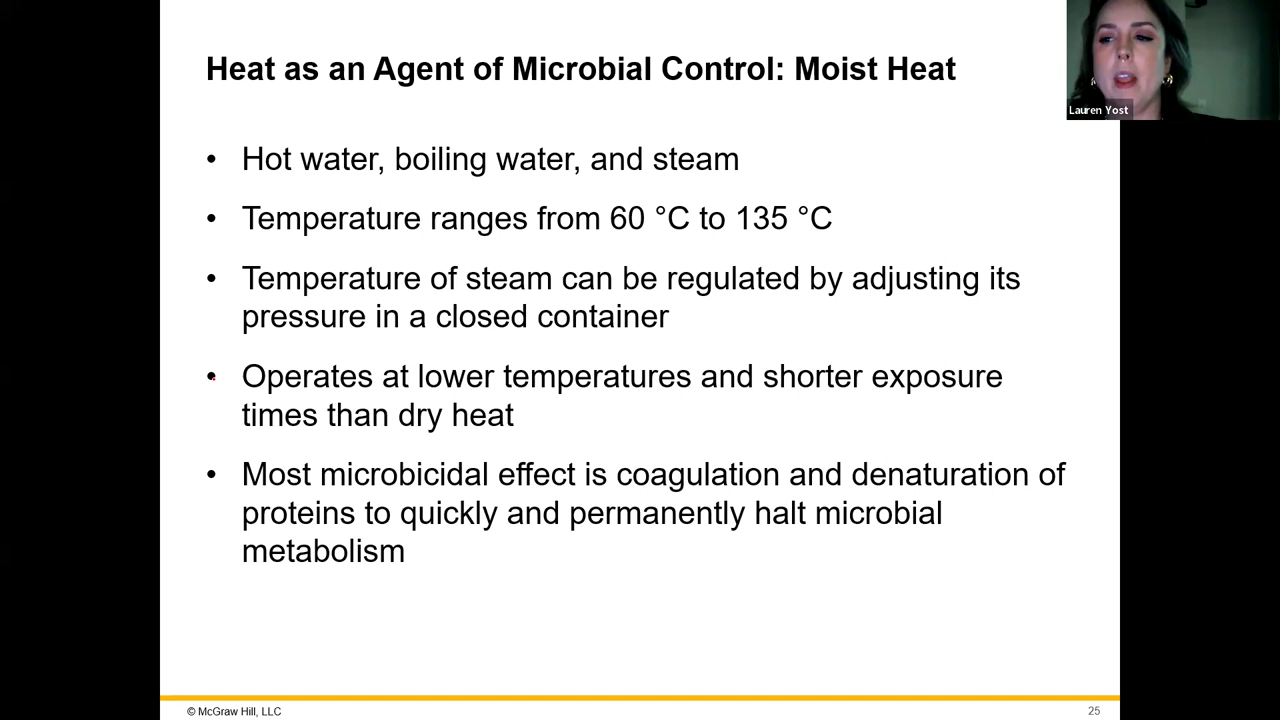 Heat as an Agent of Microbial Control: Moist Heat
Lauren Yost
• Hot water, boiling water, and steam
• Temperature ranges from 60 °C to 135 °C
• Temperature of steam can be regulated by adjusting its
pressure in a closed container
• Operates at lower temperatures and shorter exposure
times than dry heat
• Most microbicidal effect is coagulation and denaturation of
proteins to quickly and permanently halt microbial
metabolism
© McGraw Hill, LLC
25